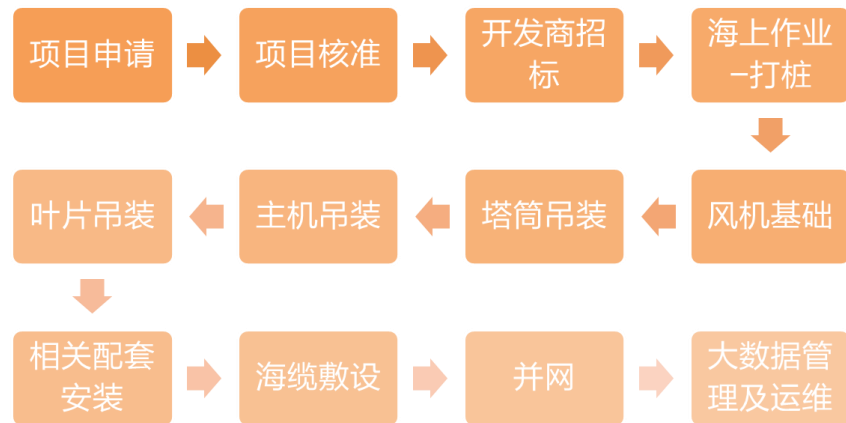 项目申请
项目核准
开发商招
标
海上作业
–打桩
风机基础
塔筒吊装
主机吊装
叶片吊装
相关配套
安装
海缆敷设
并网
大数据管
理及运维